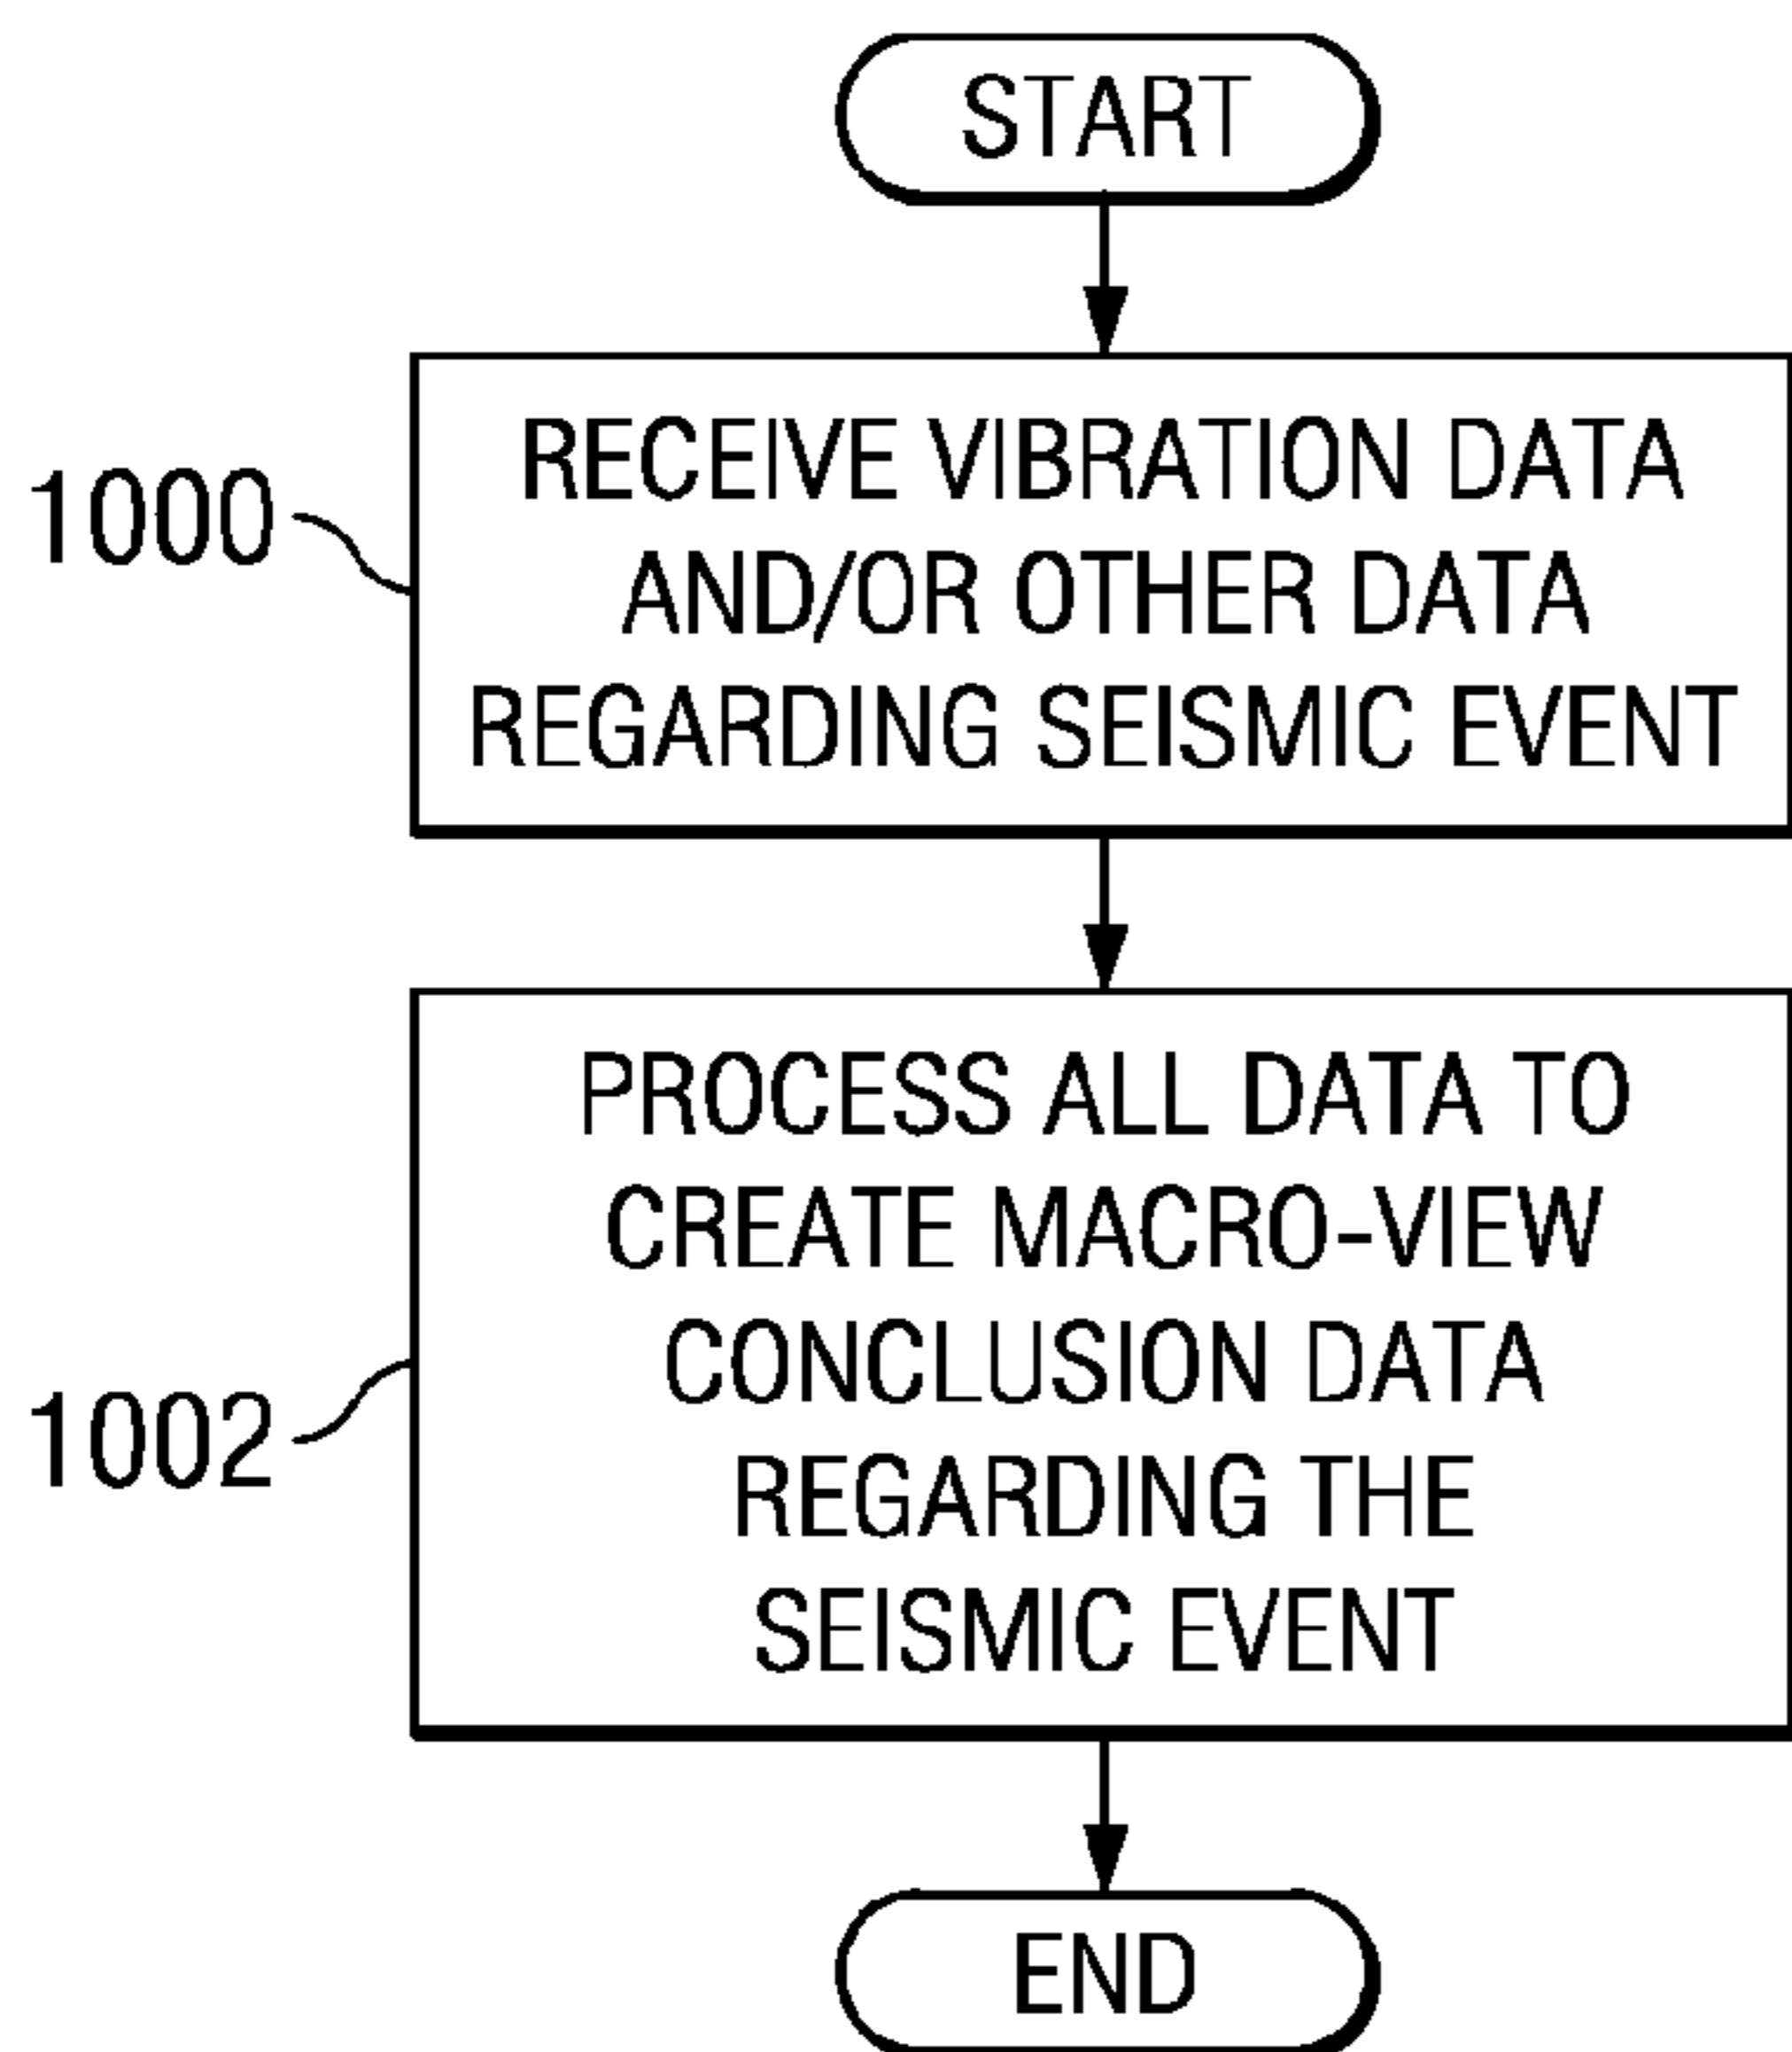 START
1000
RECEIVE VIBRATION DATA
AND/OR OTHER DATA
REGARDING SEISMIC EVENT
1002
PROCESS ALL DATA TO
CREATE MACRO-VIEW
CONCLUSION DATA
REGARDING THE
SEISMIC EVENT
END